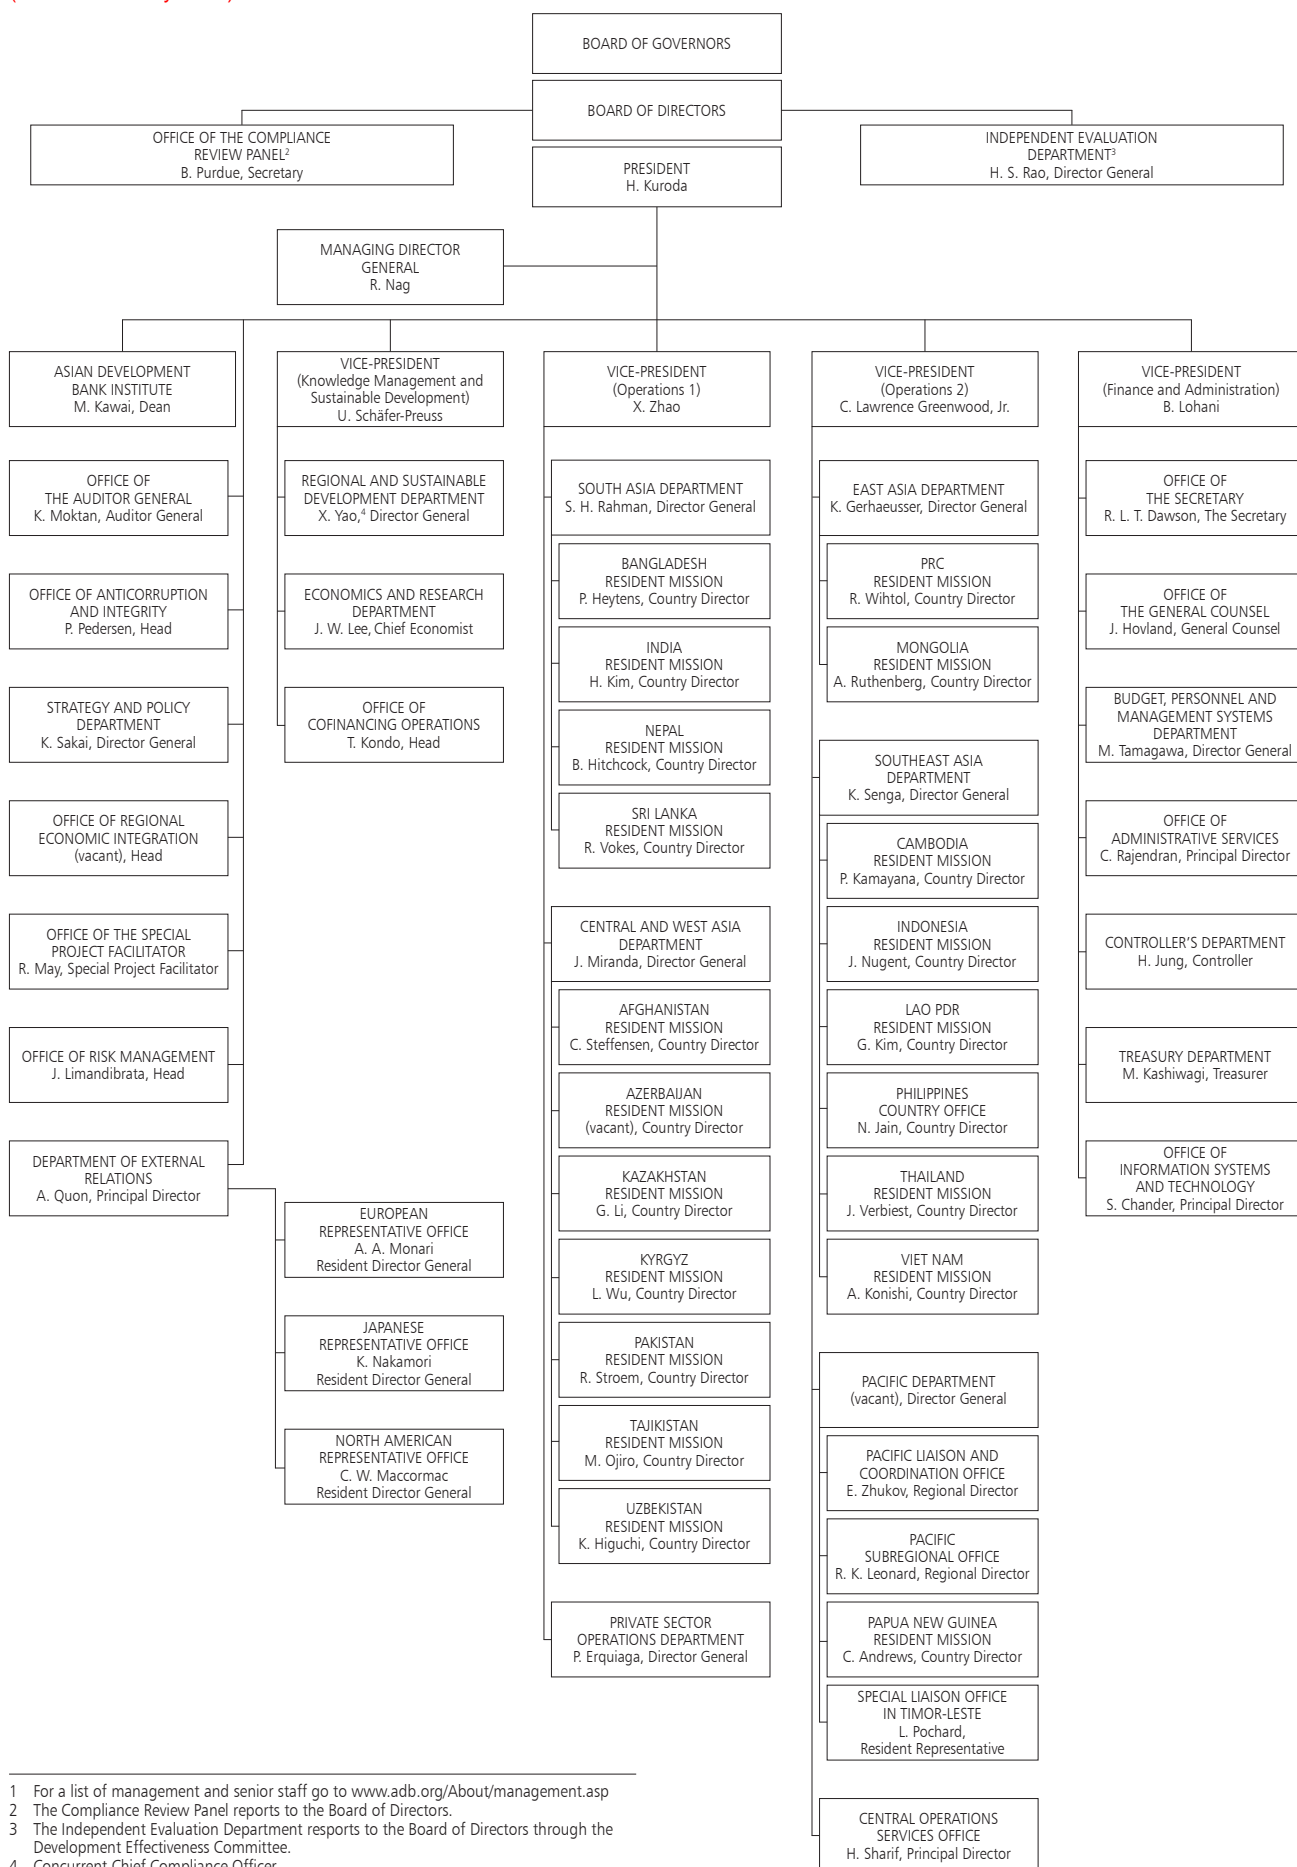 BOARD OF GOVERNORS
BOARD OF DIRECTORS
OFFICE OF THE COMPLIANCE
REVIEW PANEL2
B. Purdue, Secretary
INDEPENDENT EVALUATION
DEPARTMENT3
H. S. Rao, Director General
PRESIDENT
H. Kuroda
MANAGING DIRECTOR
GENERAL
R. Nag
ASIAN DEVELOPMENT
BANK INSTITUTE
M. Kawai, Dean
OFFICE OF
THE AUDITOR GENERAL
K. Moktan, Auditor General
OFFICE OF ANTICORRUPTION
AND INTEGRITY
P. Pedersen, Head
STRATEGY AND POLICY
DEPARTMENT
K. Sakai, Director General
OFFICE OF REGIONAL
ECONOMIC INTEGRATION
(vacant), Head
OFFICE OF THE SPECIAL
PROJECT FACILITATOR
R. May, Special Project Facilitator
OFFICE OF RISK MANAGEMENT
J. Limandibrata, Head
DEPARTMENT OF EXTERNAL
RELATIONS
A. Quon, Principal Director
EUROPEAN
REPRESENTATIVE OFFICE
A. A. Monari
Resident Director General
JAPANESE
REPRESENTATIVE OFFICE
K. Nakamori
Resident Director General
NORTH AMERICAN
REPRESENTATIVE OFFICE
C. W. Maccormac
Resident Director General
VICE-PRESIDENT
(Knowledge Management and
Sustainable Development)
U. Schäfer-Preuss
REGIONAL AND SUSTAINABLE
DEVELOPMENT DEPARTMENT
X. Yao,4 Director General
ECONOMICS AND RESEARCH
DEPARTMENT
J. W. Lee, Chief Economist
OFFICE OF
COFINANCING OPERATIONS
T. Kondo, Head
VICE-PRESIDENT
(Operations 1)
X. Zhao
SOUTH ASIA DEPARTMENT
S. H. Rahman, Director General
BANGLADESH
RESIDENT MISSION
P. Heytens, Country Director
INDIA
RESIDENT MISSION
H. Kim, Country Director
NEPAL
RESIDENT MISSION
B. Hitchcock, Country Director
SRI LANKA
RESIDENT MISSION
R. Vokes, Country Director
CENTRAL AND WEST ASIA
DEPARTMENT
J. Miranda, Director General
AFGHANISTAN
RESIDENT MISSION
C. Steffensen, Country Director
AZERBAIJAN
RESIDENT MISSION
(vacant), Country Director
KAZAKHSTAN
RESIDENT MISSION
G. Li, Country Director
KYRGYZ
RESIDENT MISSION
L. Wu, Country Director
PAKISTAN
RESIDENT MISSION
R. Stroem, Country Director
TAJIKISTAN
RESIDENT MISSION
M. Ojiro, Country Director
UZBEKISTAN
RESIDENT MISSION
K. Higuchi, Country Director
PRIVATE SECTOR
OPERATIONS DEPARTMENT
P. Erquiaga, Director General
VICE-PRESIDENT
(Operations 2)
C. Lawrence Greenwood, Jr.
EAST ASIA DEPARTMENT
K. Gerhaeusser, Director General
PRC
RESIDENT MISSION
R. Wihtol, Country Director
MONGOLIA
RESIDENT MISSION
A. Ruthenberg, Country Director
SOUTHEAST ASIA
DEPARTMENT
K. Senga, Director General
CAMBODIA
RESIDENT MISSION
P. Kamayana, Country Director
INDONESIA
RESIDENT MISSION
J. Nugent, Country Director
LAO PDR
RESIDENT MISSION
G. Kim, Country Director
PHILIPPINES
COUNTRY OFFICE
N. Jain, Country Director
THAILAND
RESIDENT MISSION
J. Verbiest, Country Director
VIET NAM
RESIDENT MISSION
A. Konishi, Country Director
PACIFIC DEPARTMENT
(vacant), Director General
PACIFIC LIAISON AND
COORDINATION OFFICE
E. Zhukov, Regional Director
PACIFIC
SUBREGIONAL OFFICE
R. K. Leonard, Regional Director
PAPUA NEW GUINEA
RESIDENT MISSION
C. Andrews, Country Director
SPECIAL LIAISON OFFICE
IN TIMOR-LESTE
L. Pochard,
Resident Representative
CENTRAL OPERATIONS
SERVICES OFFICE
H. Sharif, Principal Director
VICE-PRESIDENT
(Finance and Administration)
B. Lohani
OFFICE OF
THE SECRETARY
R. L. T. Dawson, The Secretary
OFFICE OF
THE GENERAL COUNSEL
J. Hovland, General Counsel
BUDGET, PERSONNEL AND
MANAGEMENT SYSTEMS
DEPARTMENT
M. Tamagawa, Director General
OFFICE OF
ADMINISTRATIVE SERVICES
C. Rajendran, Principal Director
CONTROLLER'S DEPARTMENT
H. Jung, Controller
TREASURY DEPARTMENT
M. Kashiwagi, Treasurer
OFFICE OF
INFORMATION SYSTEMS
AND TECHNOLOGY
S. Chander, Principal Director
1 For a list of management and senior staff go to www.adb.org/About/management.asp
2 The Compliance Review Panel reports to the Board of Directors.
3 The Independent Evaluation Department resports to the Board of Directors through the
Development Effectiveness Committee.
4 Concurrent Chief Compliance Officer